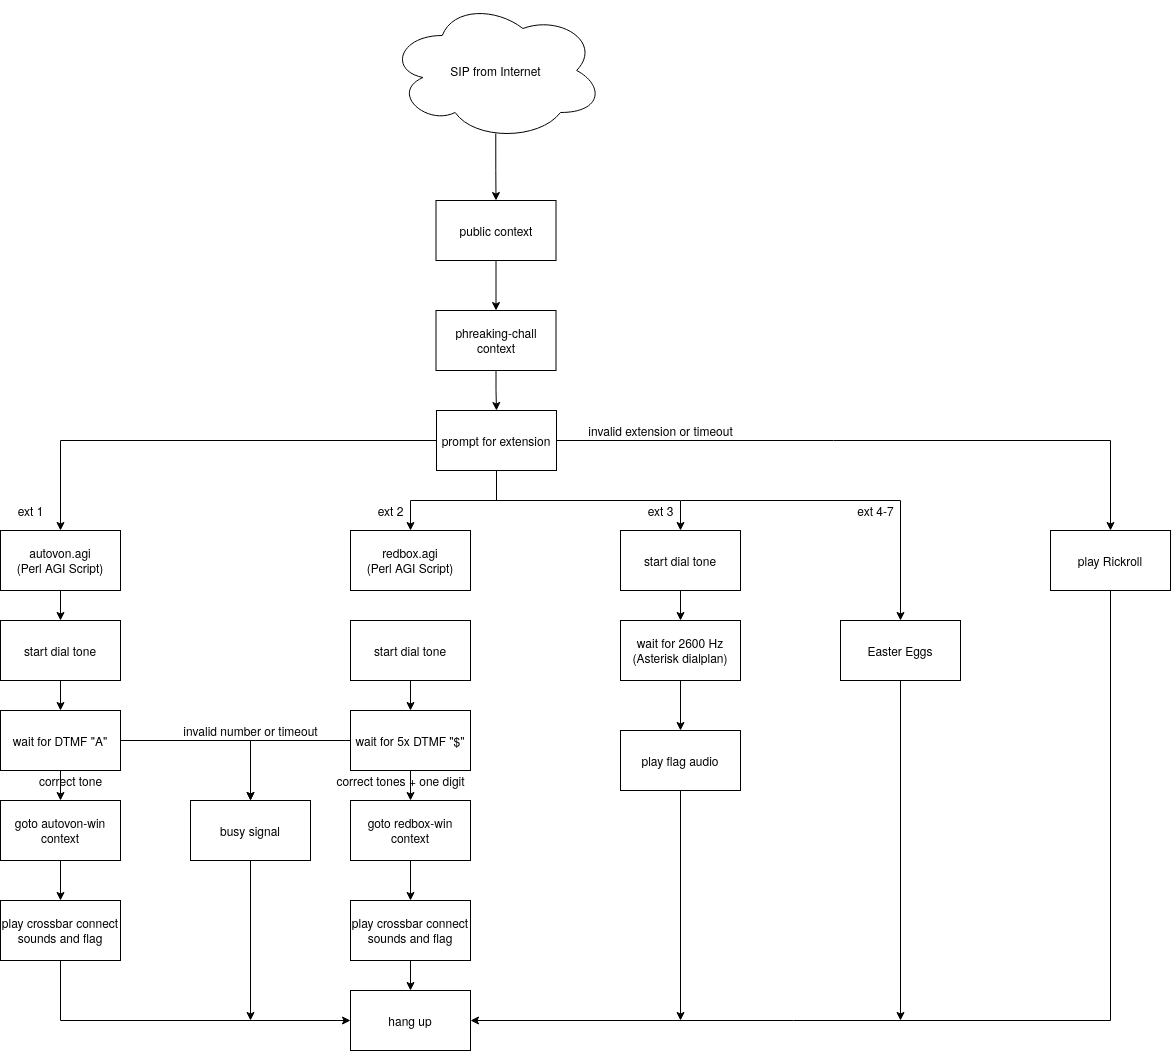 SIP from Internet
public context
phreaking-chall
context
prompt for extension
invalid extension or timeout
ext 1
ext 2
ext 3
ext 4-7
autovon.agi
(Perl AGI Script)
redbox.agi
(Perl AGI Script)
start dial tone
play Rickroll
start dial tone
start dial tone
wait for 2600 Hz
(Asterisk dialplan)
Easter Eggs
wait for DTMF "A"
invalid number or timeout
wait for 5x DTMF "$"
play flag audio
correct tone
correct tones + one digit
goto autovon-win
context
busy signal
goto redbox-win
context
play crossbar connect
sounds and flag
play crossbar connect
sounds and flag
hang up